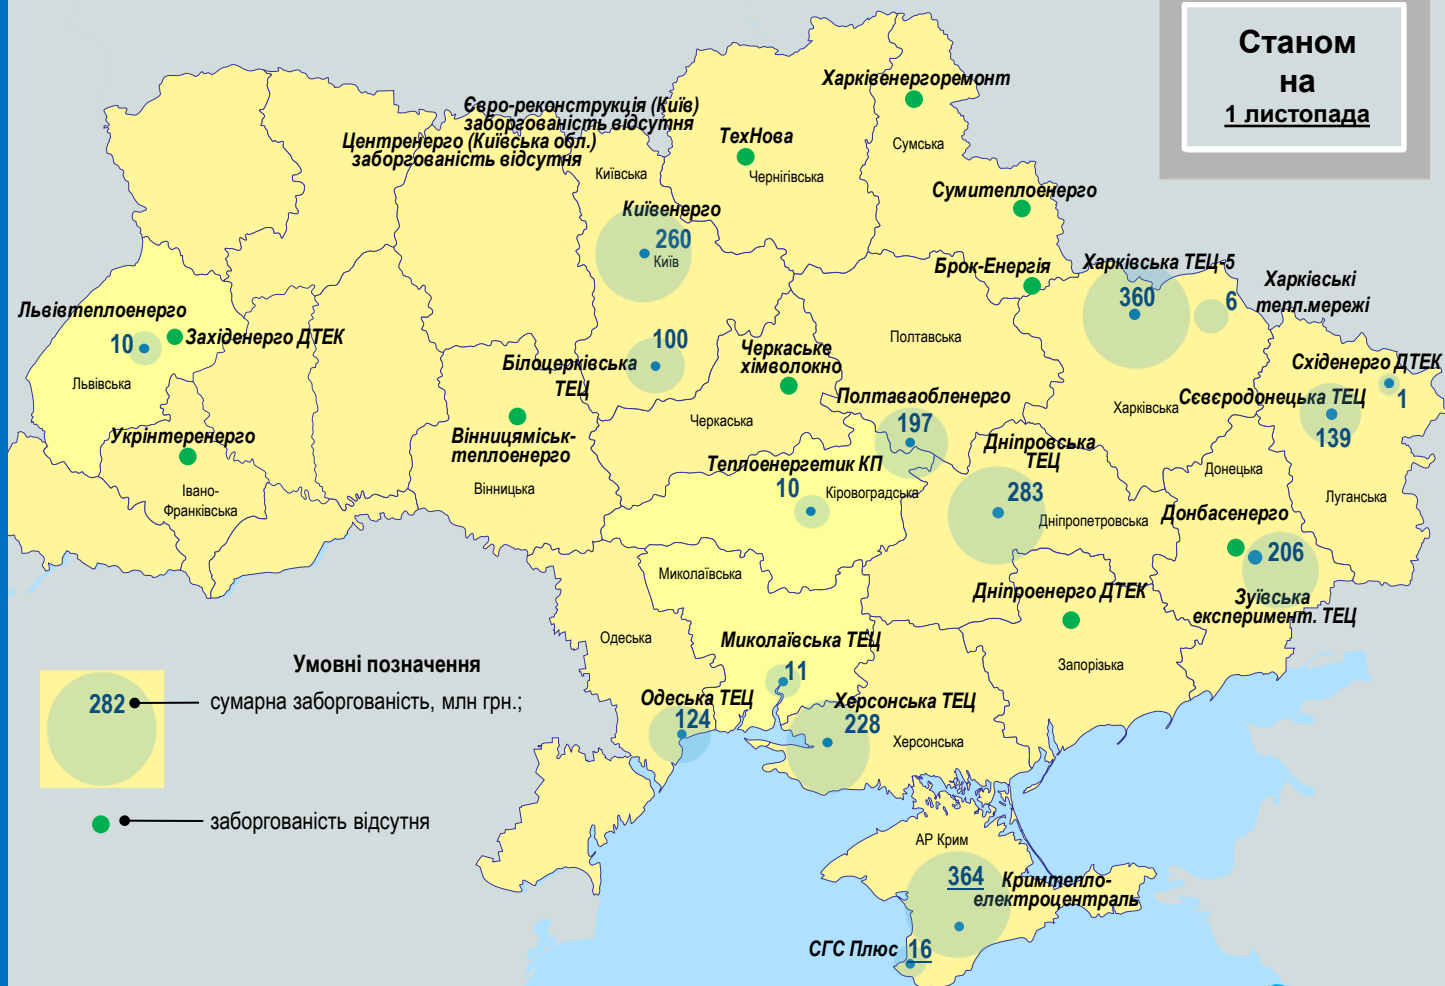 Станом
на
1 листопада
Харківенергоремонт
Євро-реконструкція (Київ)
заборгованість відсутня
Центренерго (Київська обл.)
заборгованість відсутня
ТехНова
Сумська
Київська
Чернігівська
Сумитеплоенерго
Київенерго
260
Київ
Брок-Енергія
Харківська ТЕЦ-5
Харківські
тепл.мережі
360
6
Львівтеплоенерго
10
Західенерго ДТЕК
Львівська
Білоцерківська
ТЕЦ
100
Черкаське
хімволокно
Полтавська
Східенерго ДТЕК
1
Сєвєродонецька ТЕЦ
139
Харківська
Полтаваобленерго
197
Черкаська
Укрінтеренерго
Вінницяміськ-
теплоенерго
Дніпровська
ТЕЦ
283
Теплоенергетик КП
10
Кіровоградська
Донецька
Луганська
Івано-
Франківська
Вінницька
Дніпропетровська
Донбасенерго
206
Миколаївська
Дніпроенерго ДТЕК
Зуївська
експеримент. ТЕЦ
Одеська
Миколаївська ТЕЦ
11
Запорізька
Умовні позначення
282
сумарна заборгованість, млн грн.;
Одеська ТЕЦ
124
Херсонська ТЕЦ
228
Херсонська
заборгованість відсутня
АР Крим
364
Кримтепло-
електроцентраль
СГС Плюс
16